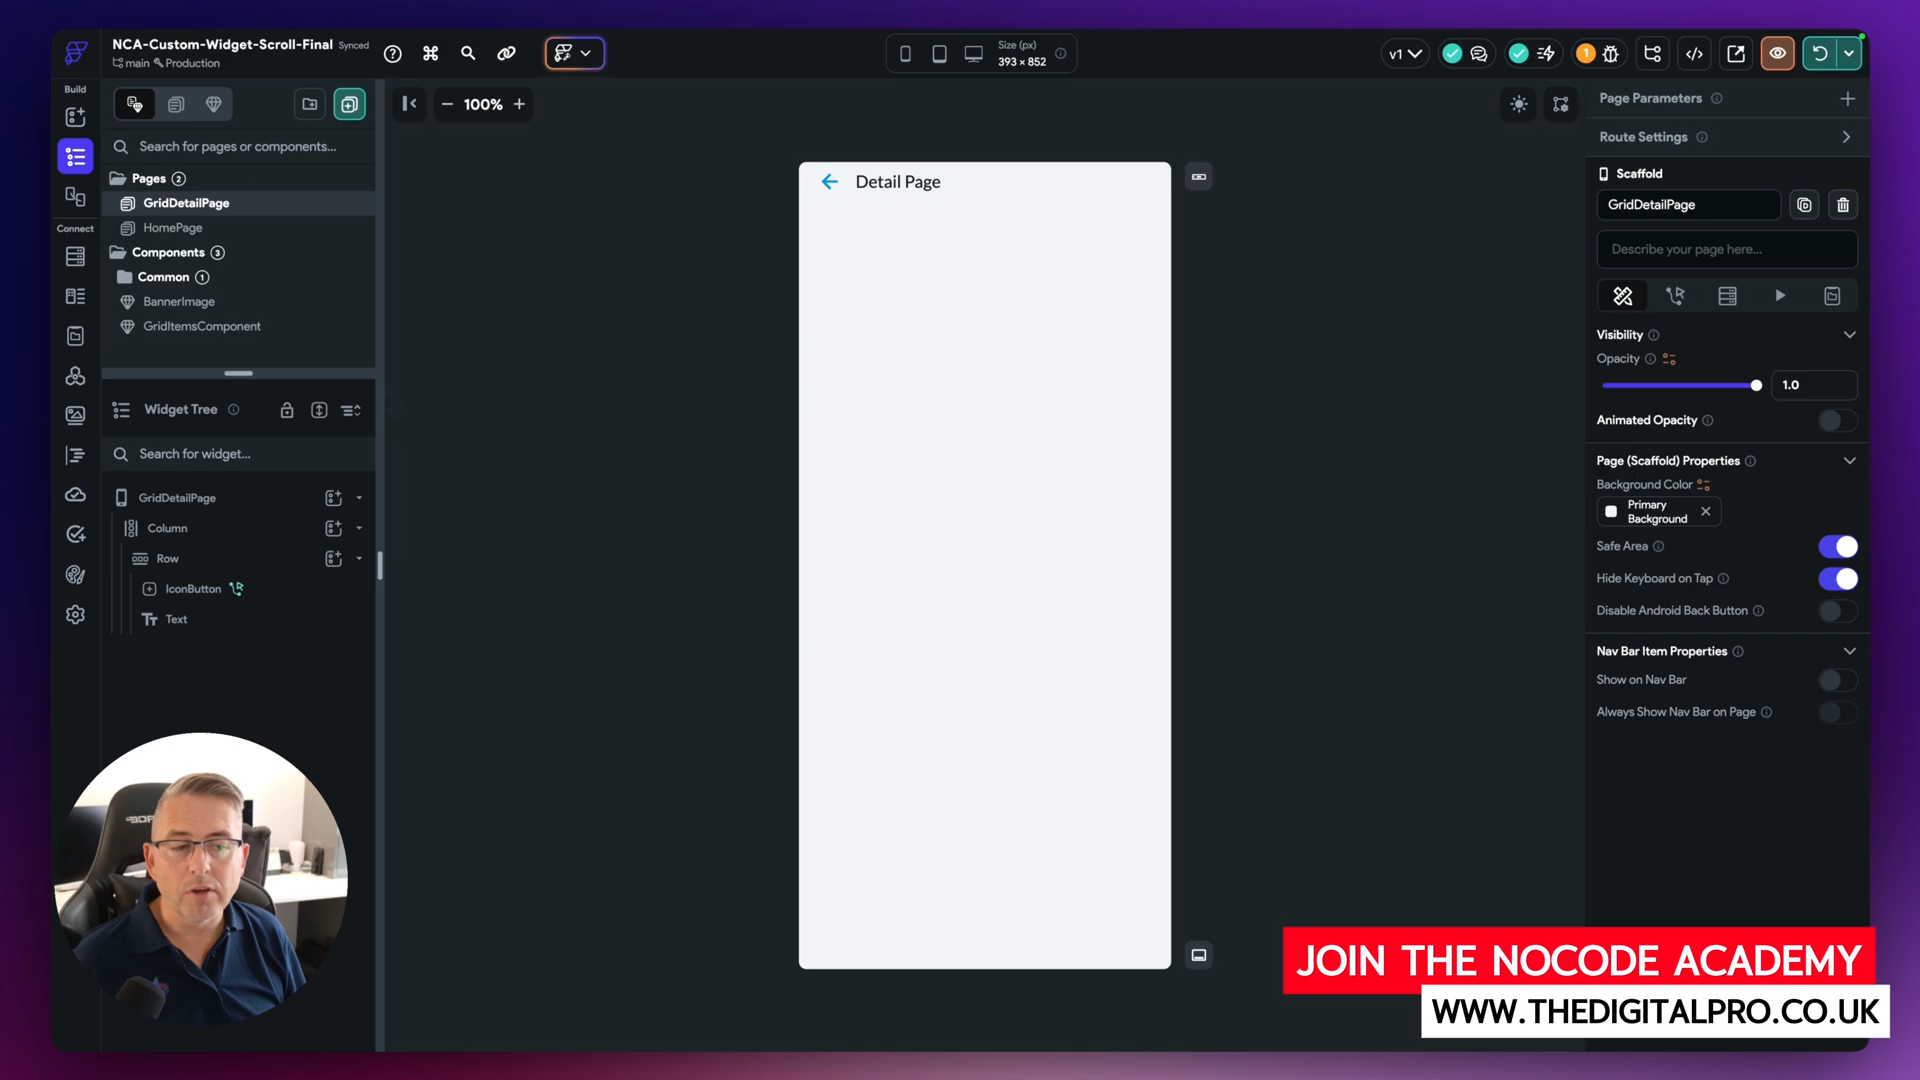 NCA-Custom-Widget-Scroll-Final Synced
main Production
Size (px)
393 × 852
v1
1
Build
100%
Search for pages or components...
Pages 2
GridDetailPage
HomePage
Components 3
Common 1
BannerImage
GridItemsComponent
Connect
Widget Tree
Search for widget...
GridDetailPage
Column
Row
IconButton
Text
Detail Page
Page Parameters
Route Settings
Scaffold
GridDetailPage
Describe your page here...
Visibility
Opacity
1.0
Animated Opacity
Page (Scaffold) Properties
Background Color
Primary
Background
Safe Area
Hide Keyboard on Tap
Disable Android Back Button
Nav Bar Item Properties
Show on Nav Bar
Always Show Nav Bar on Page
JOIN THE NOCODE ACADEMY
WWW.THEDIGITALPRO.CO.UK